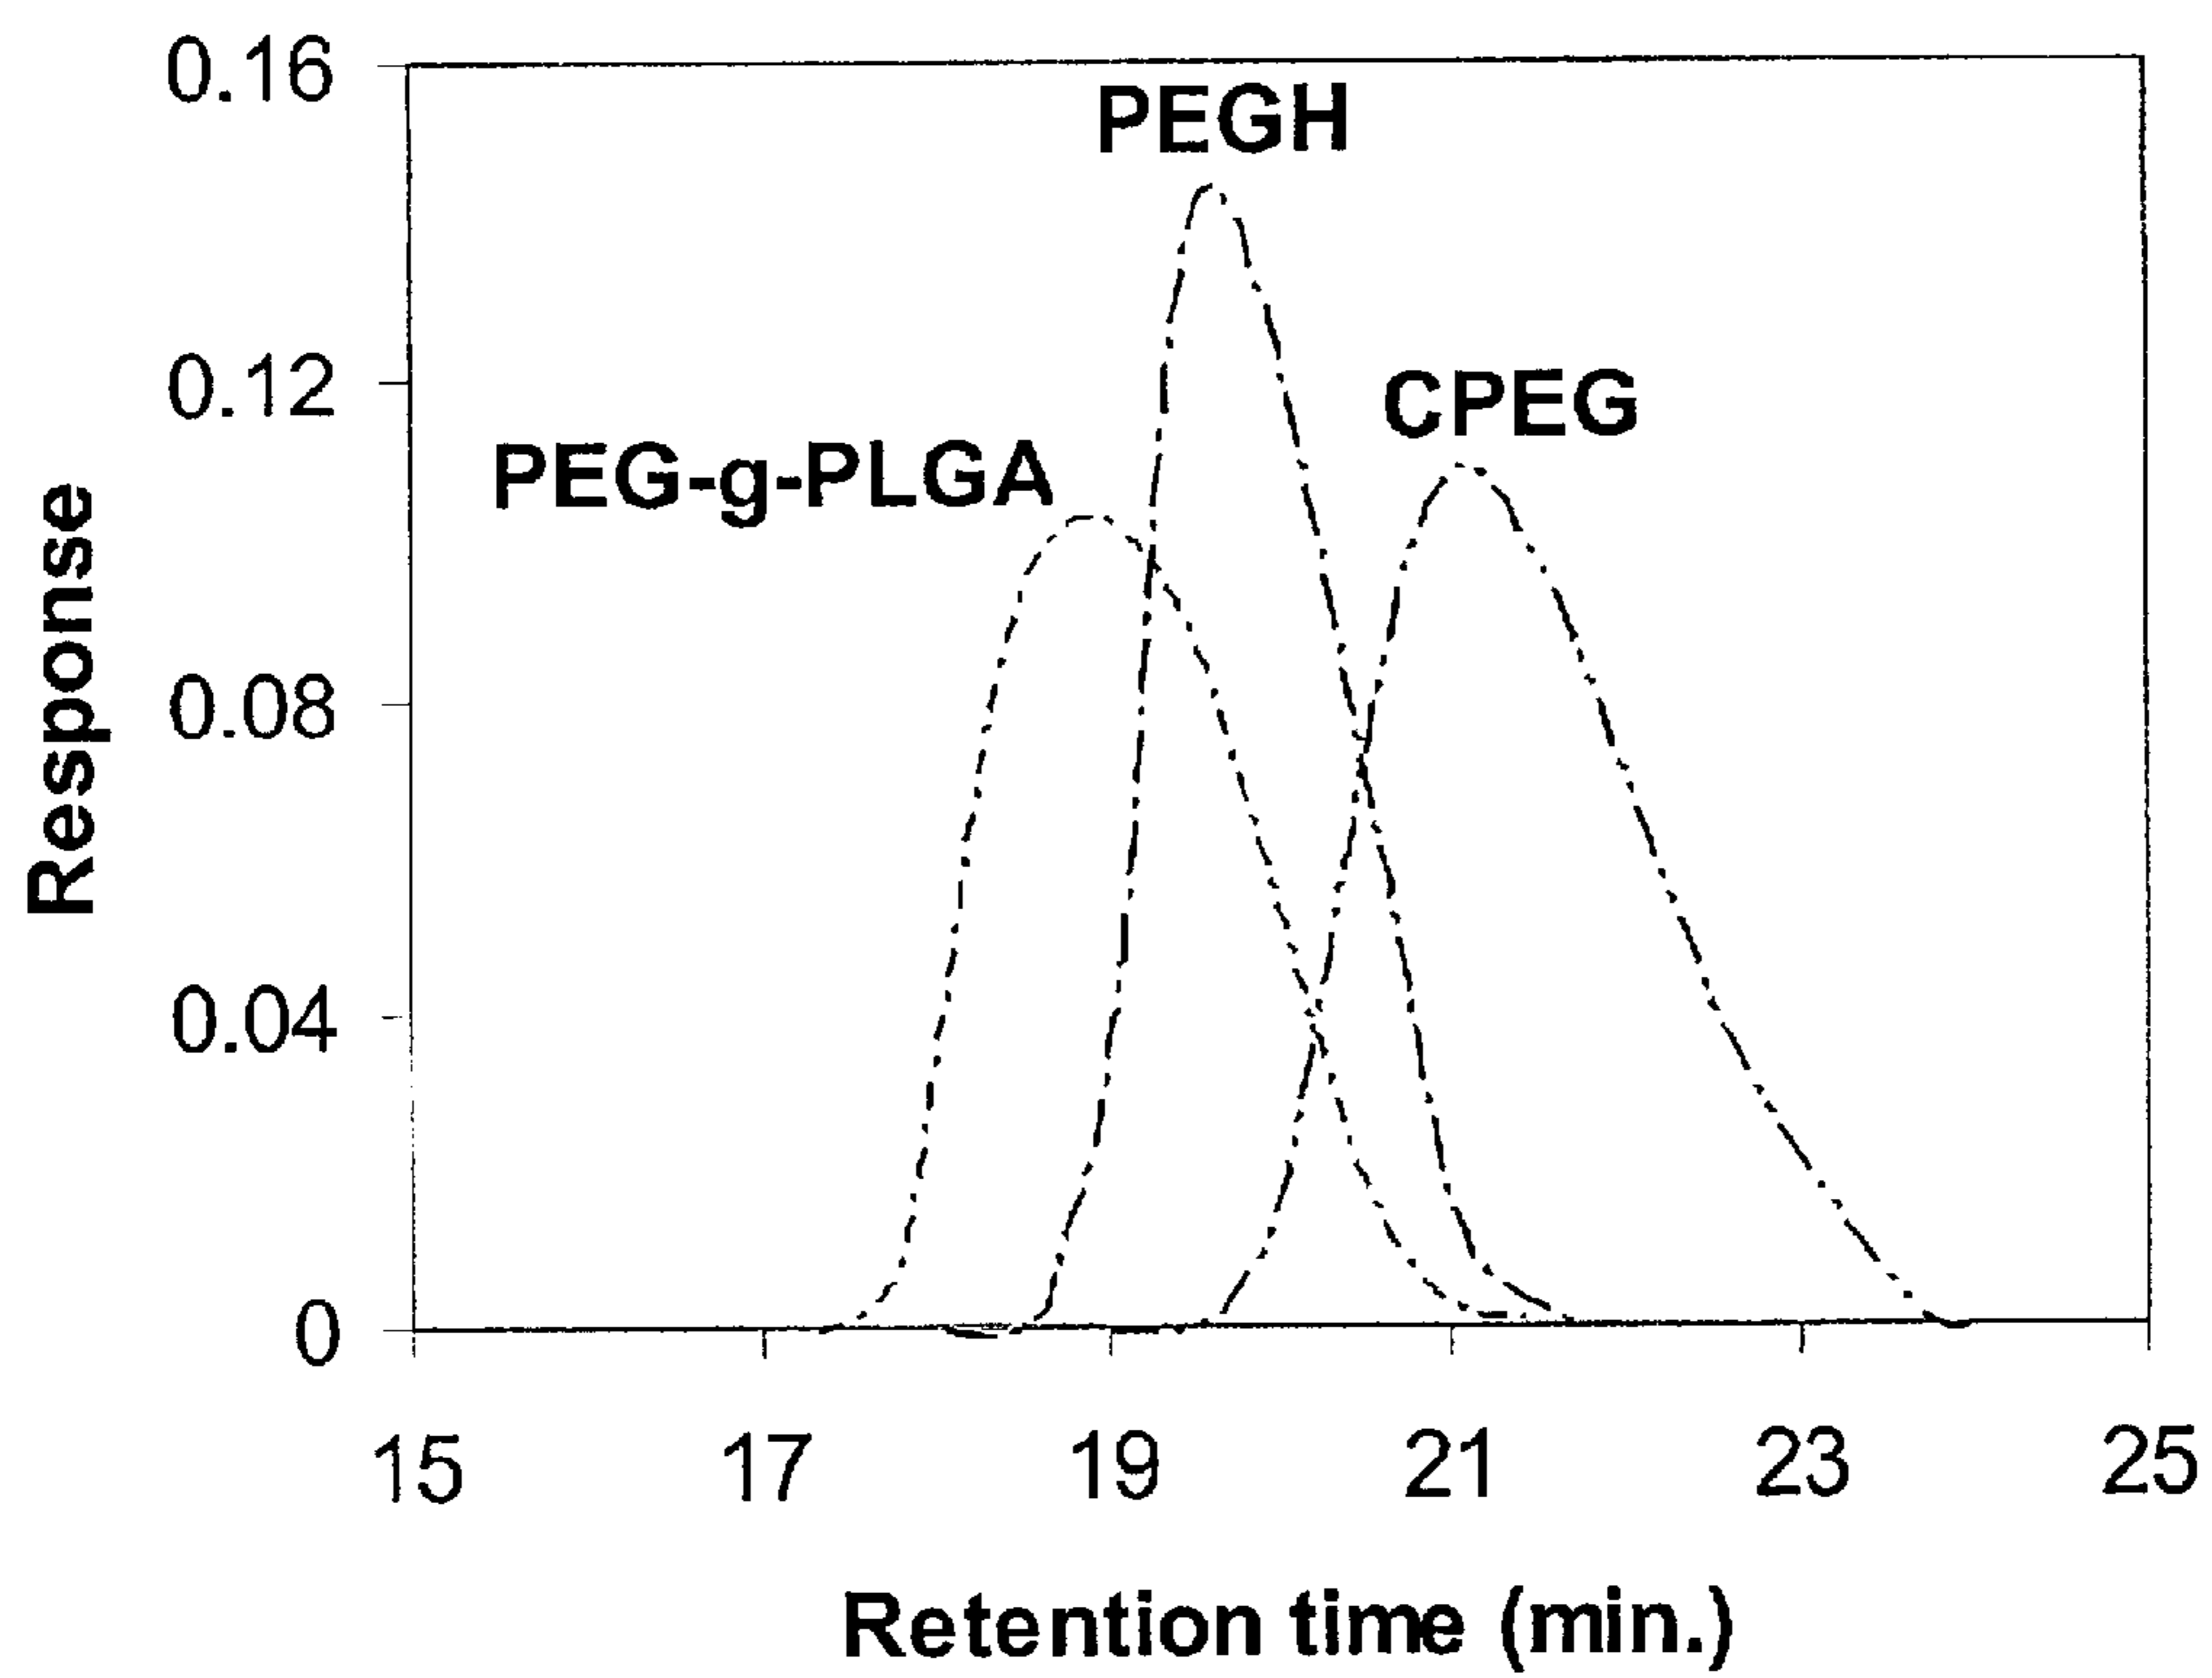 0.16
PEGH
0.12
CPEG
PEG-g-PLGA
Response
0.08
0.04
0
15 17 19 21 23 25
Retention time (min.)